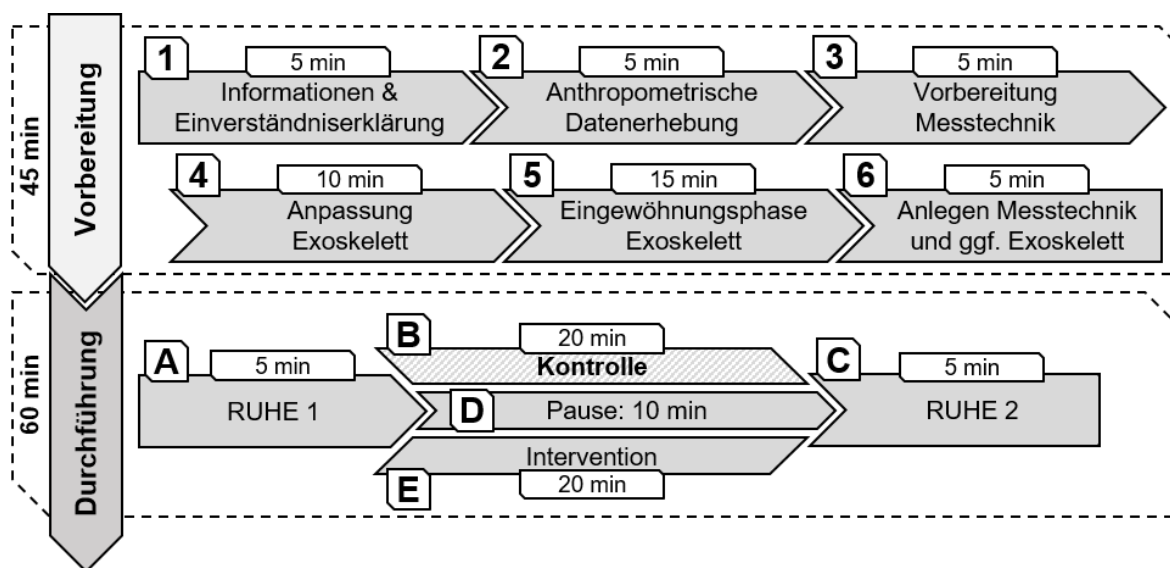 45 min
Vorbereitung
1
5 min
Informationen &
Einverständniserklärung
2
5 min
Anthropometrische
Datenerhebung
3
5 min
Vorbereitung
Messtechnik
4
10 min
Anpassung
Exoskelett
5
15 min
Eingewöhnungsphase
Exoskelett
6
5 min
Anlegen Messtechnik
und ggf. Exoskelett
60 min
Durchführung
A
5 min
RUHE 1
B
20 min
Kontrolle
D
Pause: 10 min
Intervention
E
20 min
C
5 min
RUHE 2